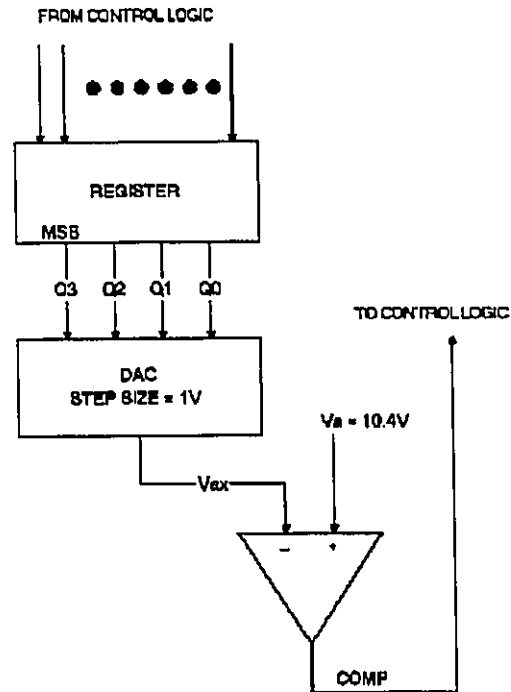 FROM CONTROL LOGIC
REGISTER
MSB
Q3 Q2 Q1 Q0
TO CONTROL LOGIC
DAC
STEP SIZE = 1V
Va = 10.4V
Vax
- +
COMP